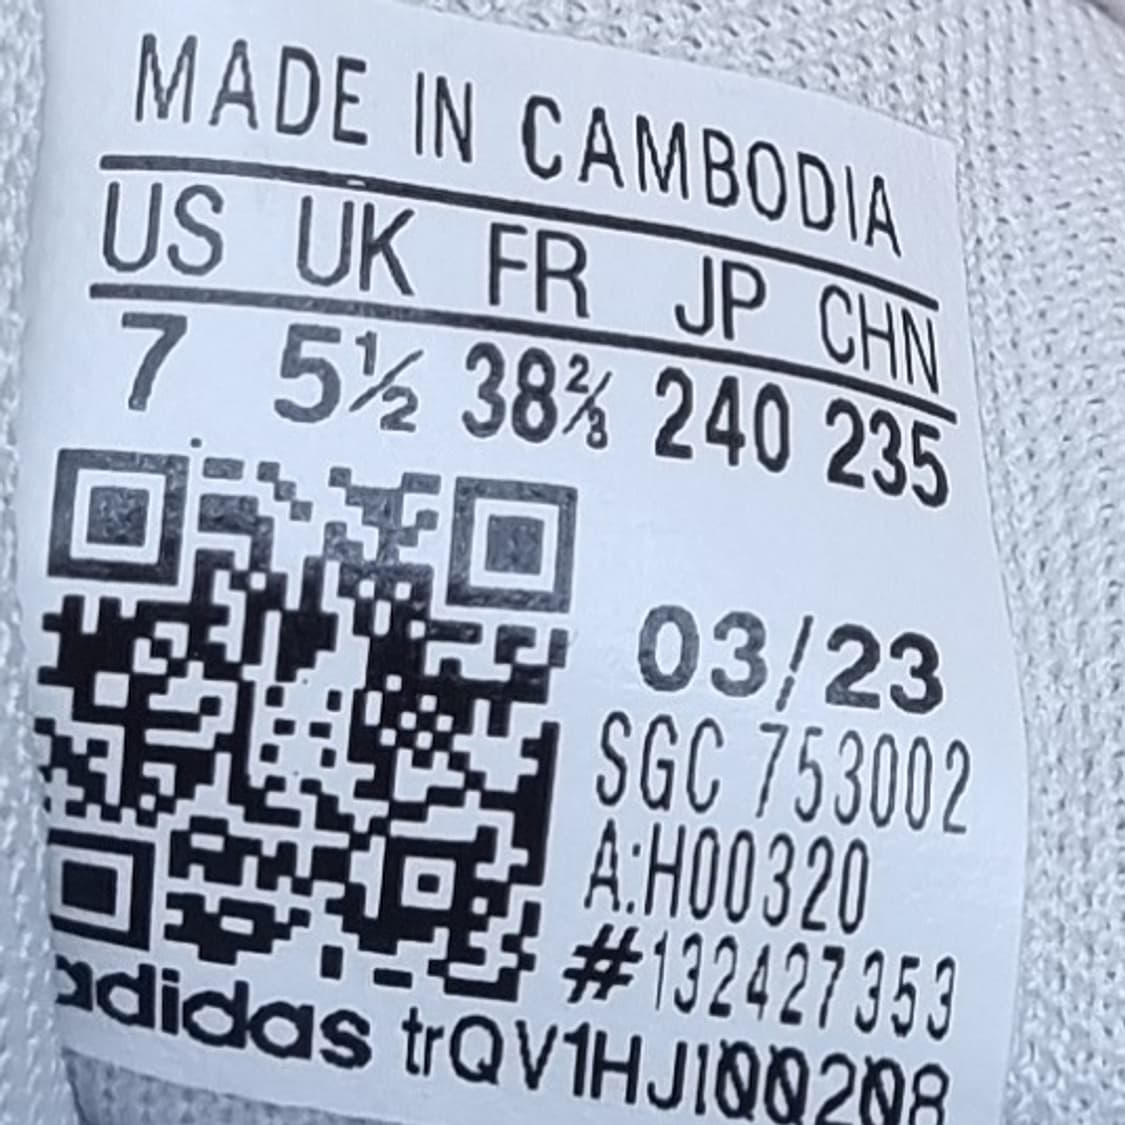 MADE IN CAMBODIA
US UK FR JP CHN
7 5½ 38⅔ 240 235
03/23
SGC 753002
A:H00320
#132427353
adidas trQV1HJI00208